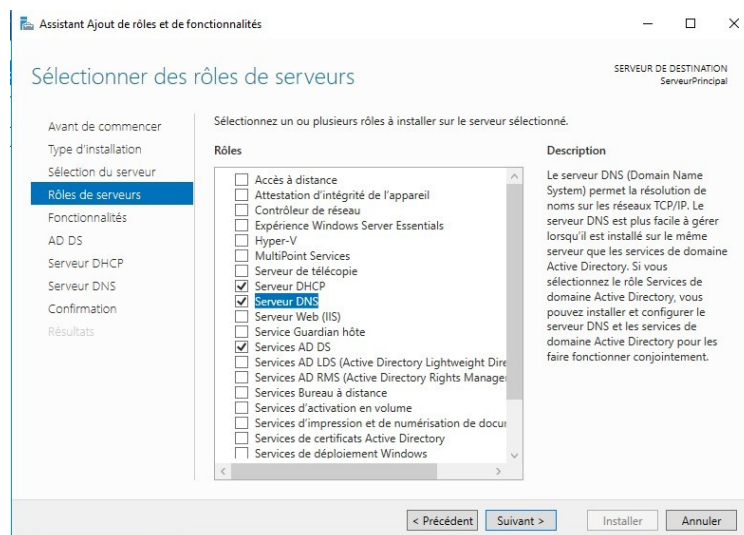 Assistant Ajout de rôles et de fonctionnalités
Sélectionner des rôles de serveurs
SERVEUR DE DESTINATION
ServeurPrincipal
Avant de commencer
Type d'installation
Sélection du serveur
Rôles de serveurs
Fonctionnalités
AD DS
Serveur DHCP
Serveur DNS
Confirmation
Résultats
Sélectionnez un ou plusieurs rôles à installer sur le serveur sélectionné.
Rôles
Accès à distance
Attestation d'intégrité de l'appareil
Contrôleur de réseau
Expérience Windows Server Essentials
Hyper-V
MultiPoint Services
Serveur de télécopie
Serveur DHCP
Serveur DNS
Serveur Web (IIS)
Service Guardian hôte
Services AD DS
Services AD LDS (Active Directory Lightweight Dire
Services AD RMS (Active Directory Rights Manage
Services Bureau à distance
Services d'activation en volume
Services d'impression et de numérisation de docu
Services de certificats Active Directory
Services de déploiement Windows
Description
Le serveur DNS (Domain Name
System) permet la résolution de
noms sur les réseaux TCP/IP. Le
serveur DNS est plus facile à gérer
lorsqu'il est installé sur le même
serveur que les services de domaine
Active Directory. Si vous
sélectionnez le rôle Services de
domaine Active Directory, vous
pouvez installer et configurer le
serveur DNS et les services de
domaine Active Directory pour les
faire fonctionner conjointement.
< Précédent
Suivant >
Installer
Annuler